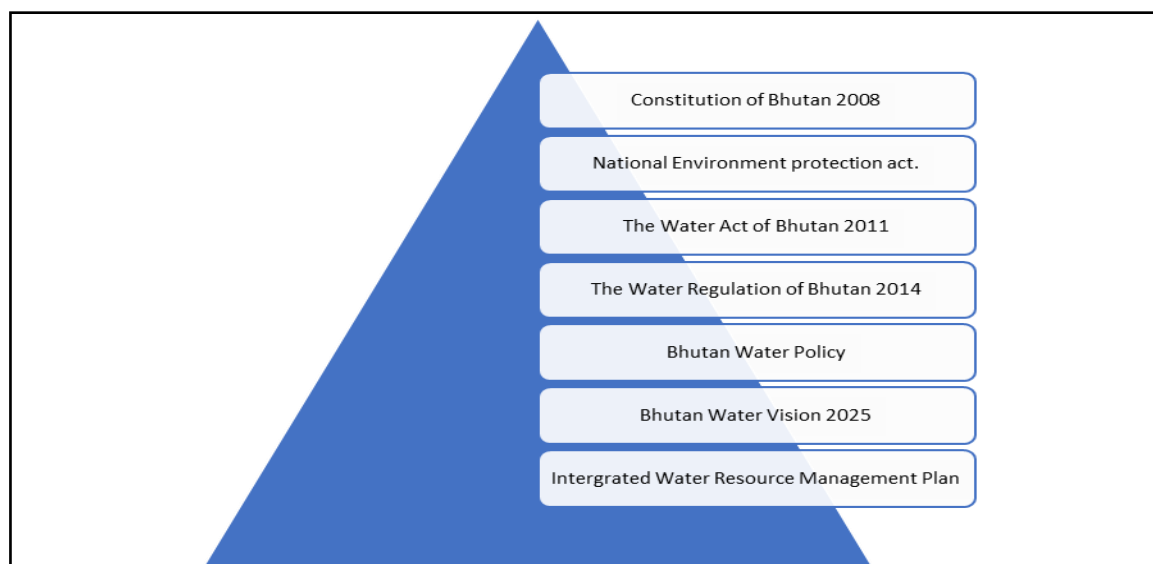 Constitution of Bhutan 2008
National Environment protection act.
The Water Act of Bhutan 2011
The Water Regulation of Bhutan 2014
Bhutan Water Policy
Bhutan Water Vision 2025
Intergrated Water Resource Management Plan